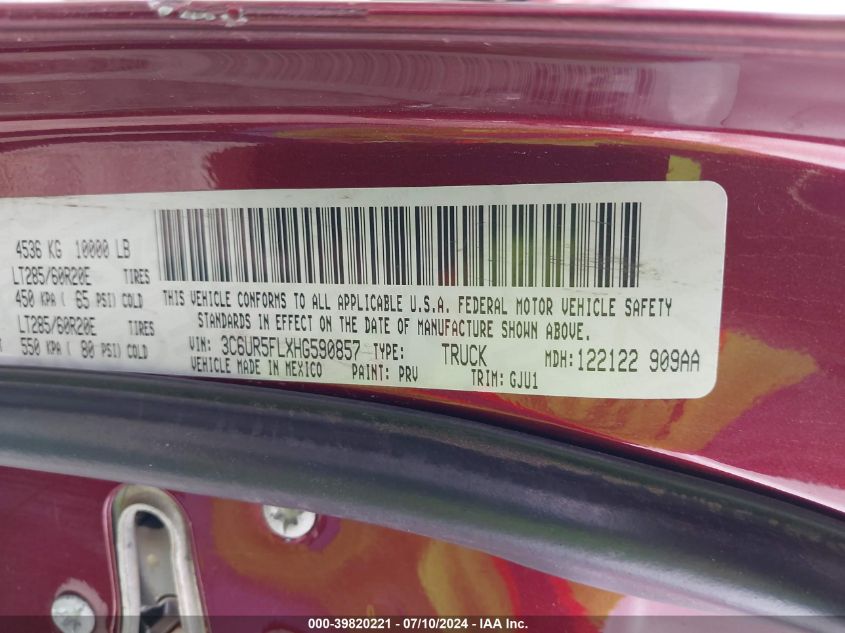 4536 KG 10000 LB
LT285/60R20E TIRES
450 KPA ( 65 PSI) COLD
LT285/60R20E TIRES
550 KPA ( 80 PSI) COLD
THIS VEHICLE CONFORMS TO ALL APPLICABLE U.S.A. FEDERAL MOTOR VEHICLE SAFETY
STANDARDS IN EFFECT ON THE DATE OF MANUFACTURE SHOWN ABOVE.
VIN: 3C6UR5FLXHG590857 TYPE: TRUCK MDH:122122 909AA
VEHICLE MADE IN MEXICO PAINT: PRV TRIM: GJU1
000-39820221 - 07/10/2024 - IAA Inc.